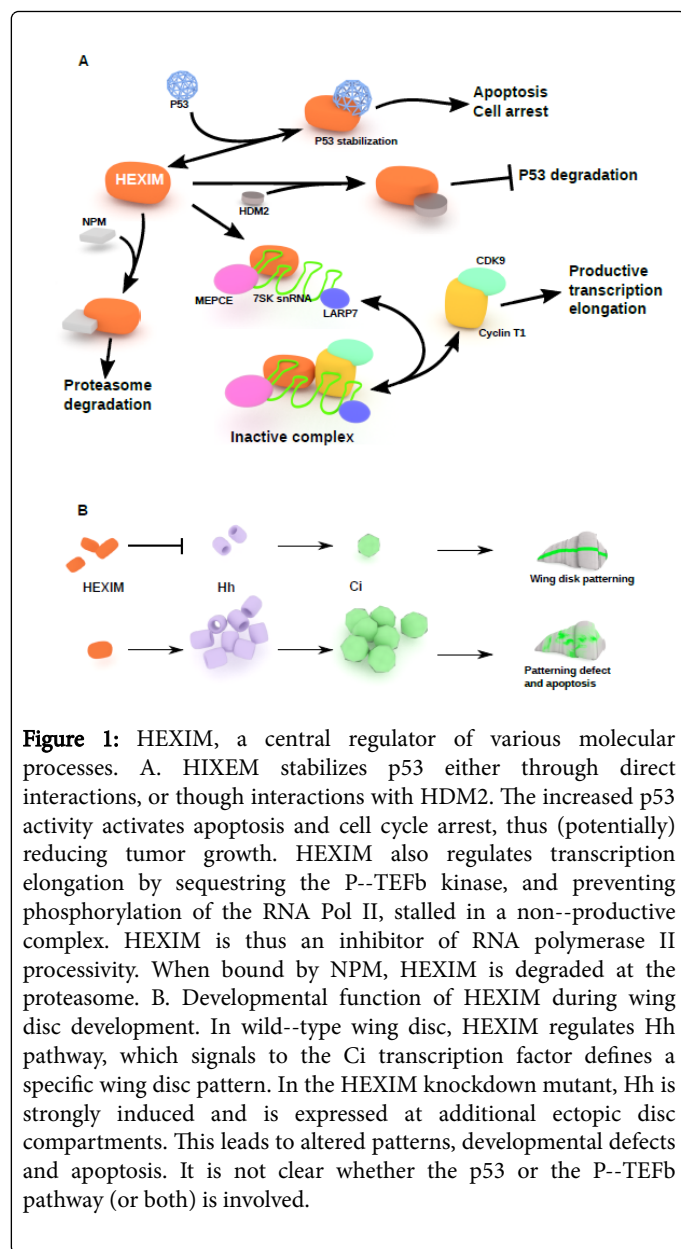 A
P53
P53 stabilization
Apoptosis
Cell arrest
HEXIM
HDM2
P53 degradation
NPM
MEPCE
7SK snRNA
LARP7
CDK9
Cyclin T1
Productive
transcription
elongation
Proteasome
degradation
Inactive complex
B
HEXIM
Hh
Ci
Wing disk patterning
Patterning defect
and apoptosis
Figure 1: HEXIM, a central regulator of various molecular
processes. A. HIXEM stabilizes p53 either through direct
interactions, or though interactions with HDM2. The increased p53
activity activates apoptosis and cell cycle arrest, thus (potentially)
reducing tumor growth. HEXIM also regulates transcription
elongation by sequestring the P--TEFb kinase, and preventing
phosphorylation of the RNA Pol II, stalled in a non--productive
complex. HEXIM is thus an inhibitor of RNA polymerase II
processivity. When bound by NPM, HEXIM is degraded at the
proteasome. B. Developmental function of HEXIM during wing
disc development. In wild--type wing disc, HEXIM regulates Hh
pathway, which signals to the Ci transcription factor defines a
specific wing disc pattern. In the HEXIM knockdown mutant, Hh is
strongly induced and is expressed at additional ectopic disc
compartments. This leads to altered patterns, developmental defects
and apoptosis. It is not clear whether the p53 or the P--TEFb
pathway (or both) is involved.